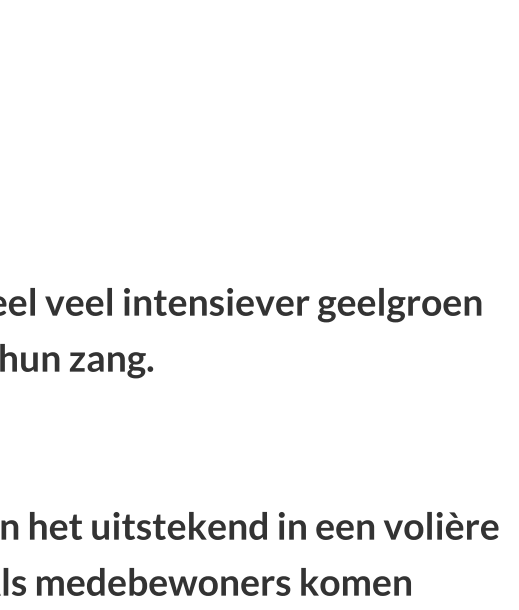 eel veel intensiever geelgroen
hun zang.
n het uitstekend in een volière
ls medebewoners komen